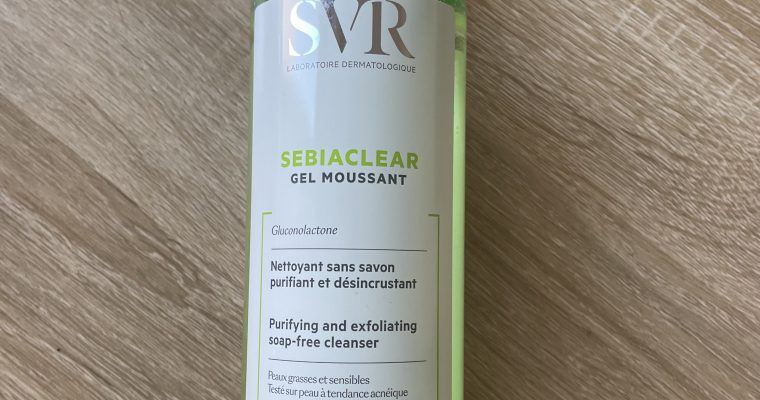 SVR
LABORATOIRE DERMATOLOGIQUE
SEBIACLEAR
GEL MOUSSANT
Gluconolactone
Nettoyant sans savon
purifiant et désincrustant
Purifying and exfoliating
soap-free cleanser
Peaux grasses et sensibles
Testé sur peau à tendance acnéique